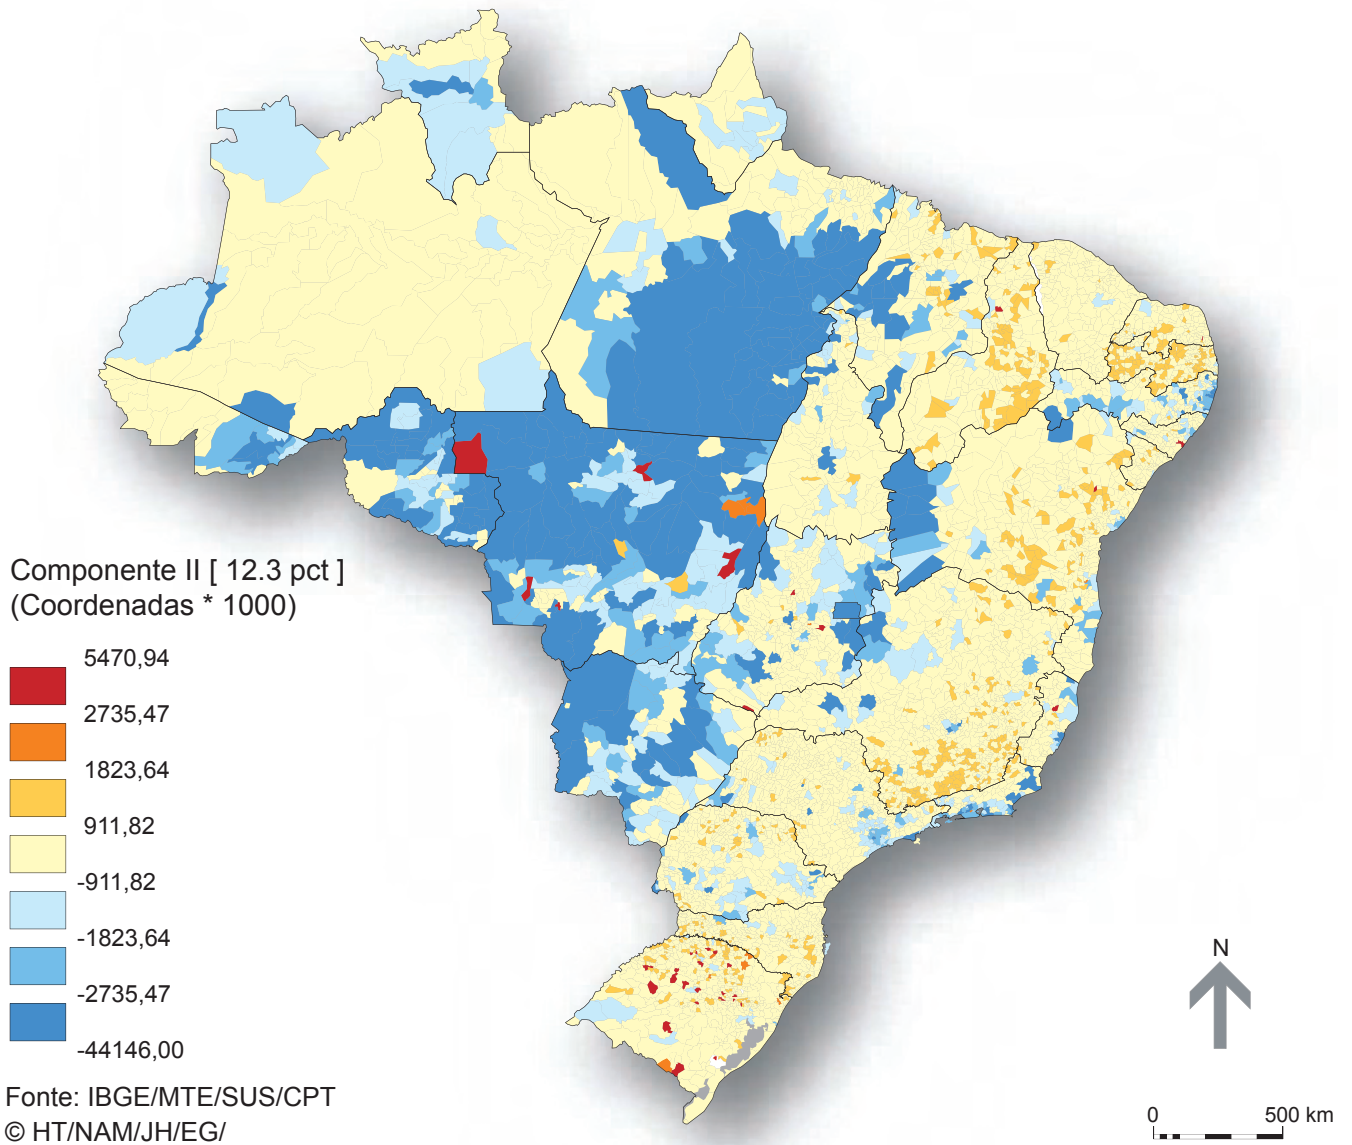 Componente II [ 12.3 pct ]
(Coordenadas * 1000)
5470,94
2735,47
1823,64
911,82
-911,82
-1823,64
-2735,47
-44146,00
Fonte: IBGE/MTE/SUS/CPT
© HT/NAM/JH/EG/
N
0 500 km